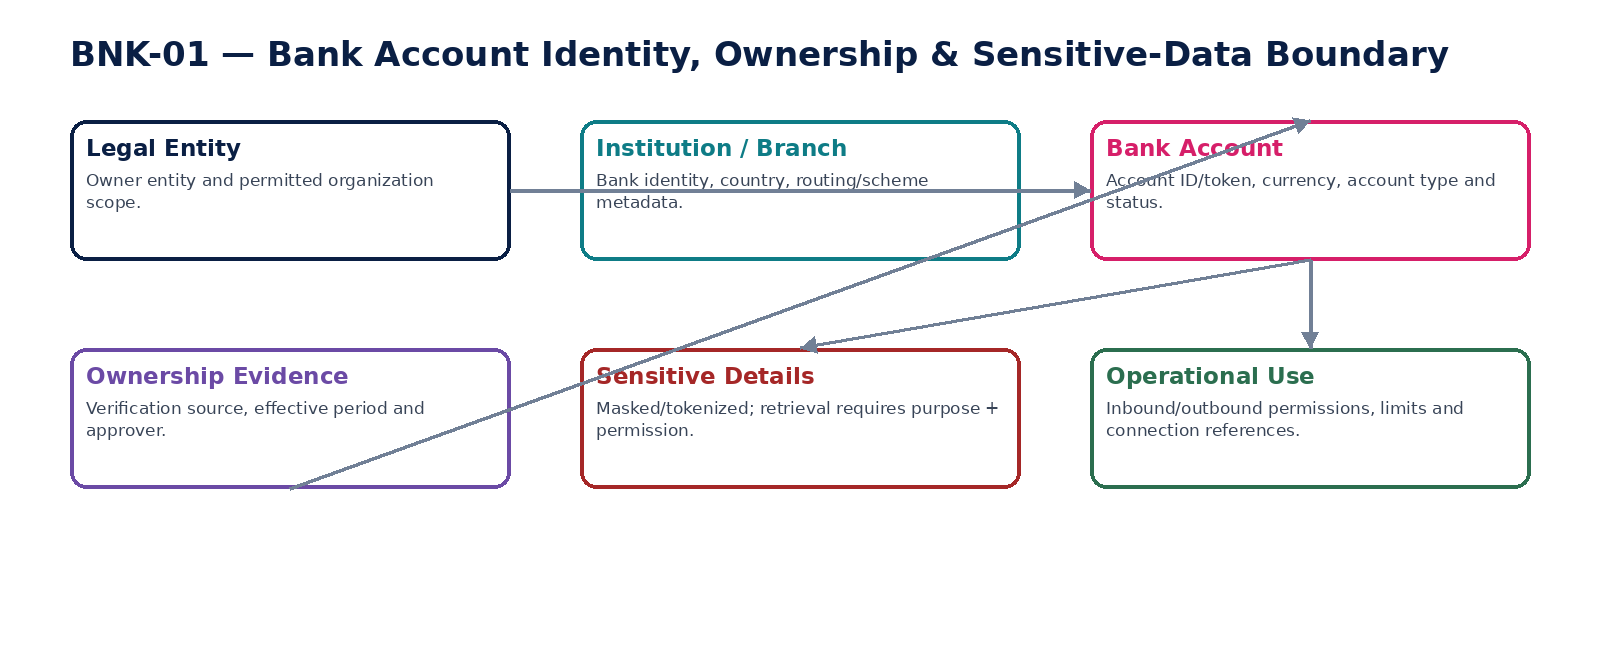 BNK-01 — Bank Account Identity, Ownership & Sensitive-Data Boundary
Legal Entity
Owner entity and permitted organization
scope.
Institution / Branch
Bank identity, country, routing/scheme
metadata.
Bank Account
Account ID/token, currency, account type and
status.
Ownership Evidence
Verification source, effective period and
approver.
Sensitive Details
Masked/tokenized; retrieval requires purpose +
permission.
Operational Use
Inbound/outbound permissions, limits and
connection references.